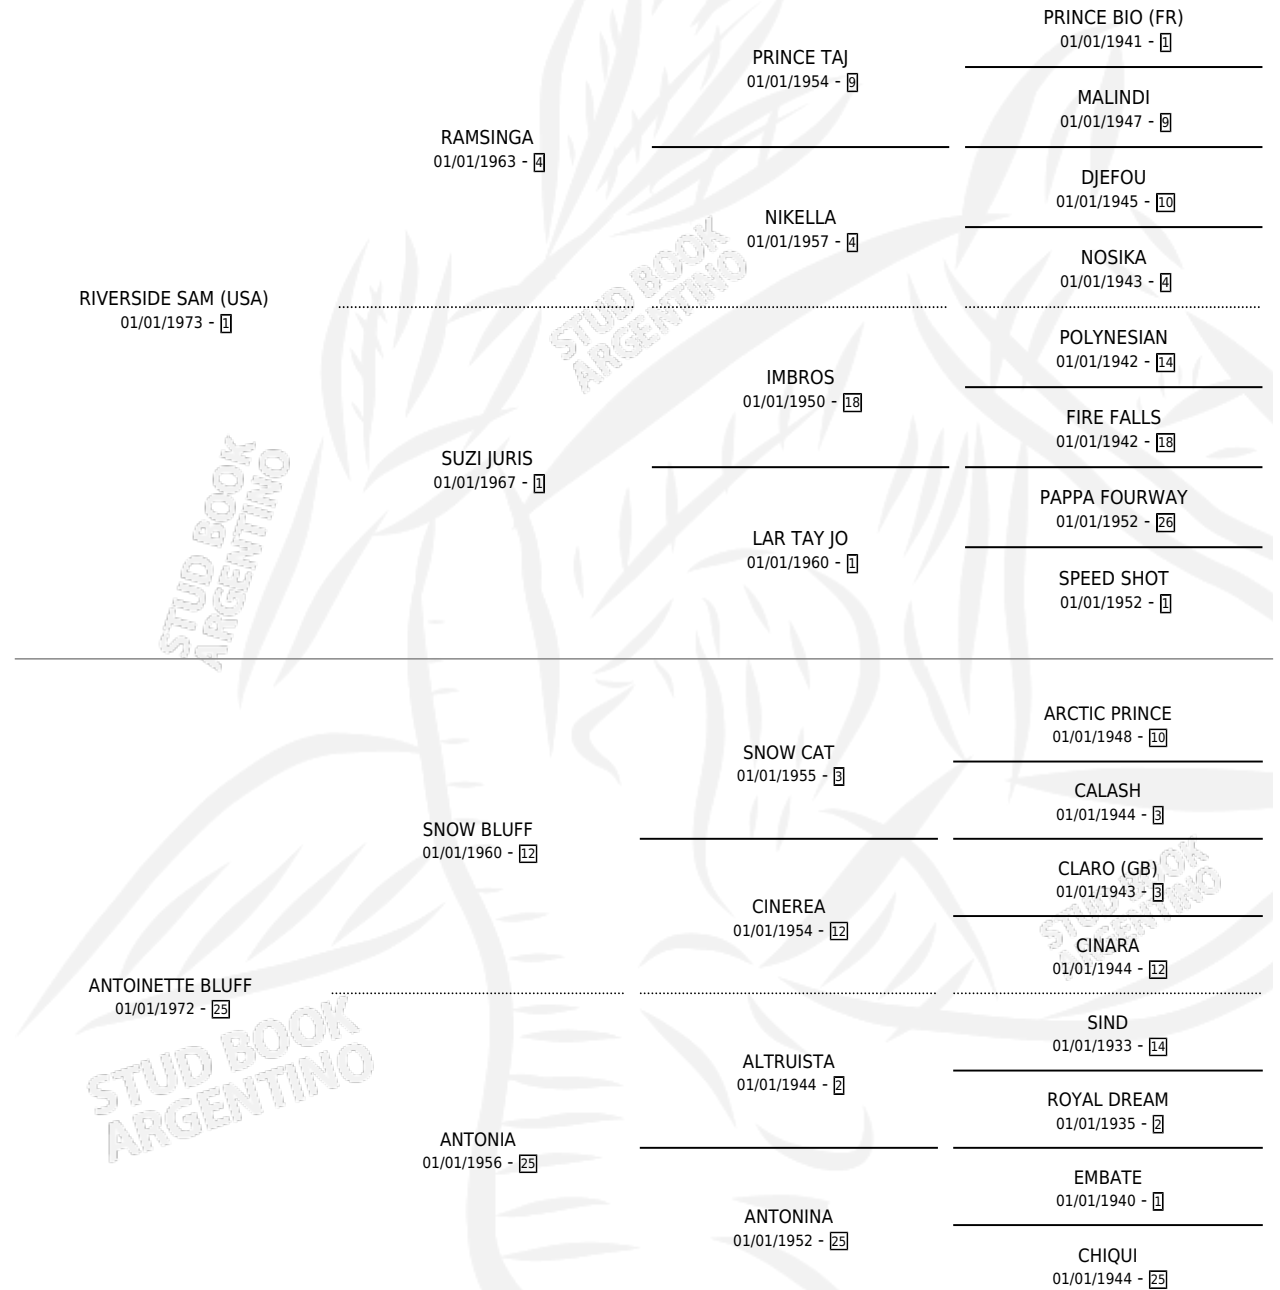 PRINCE BIO (FR)
01/01/1941 - 1
PRINCE TAJ
01/01/1954 - 9
MALINDI
01/01/1947 - 9
RAMSINGA
01/01/1963 - 4
DJEFOU
01/01/1945 - 10
NIKELLA
01/01/1957 - 4
NOSIKA
01/01/1943 - 4
RIVERSIDE SAM (USA)
01/01/1973 - 1
POLYNESIAN
01/01/1942 - 14
IMBROS
01/01/1950 - 18
FIRE FALLS
01/01/1942 - 18
SUZI JURIS
01/01/1967 - 1
PAPPA FOURWAY
01/01/1952 - 26
LAR TAY JO
01/01/1960 - 1
SPEED SHOT
01/01/1952 - 1
STUD BOOK
ARGENTINO
STUD BOOK
ARGENTINO
ARCTIC PRINCE
01/01/1948 - 10
SNOW CAT
01/01/1955 - 3
CALASH
01/01/1944 - 3
SNOW BLUFF
01/01/1960 - 12
CLARO (GB)
01/01/1943 - 3
CINEREA
01/01/1954 - 12
CINARA
01/01/1944 - 12
ANTOINETTE BLUFF
01/01/1972 - 25
SIND
01/01/1933 - 14
ALTRUISTA
01/01/1944 - 2
ROYAL DREAM
01/01/1935 - 2
ANTONIA
01/01/1956 - 25
EMBATE
01/01/1940 - 1
ANTONINA
01/01/1952 - 25
CHIQUI
01/01/1944 - 25
STUD BOOK
ARGENTINO
STUD BOOK
ARGENTINO